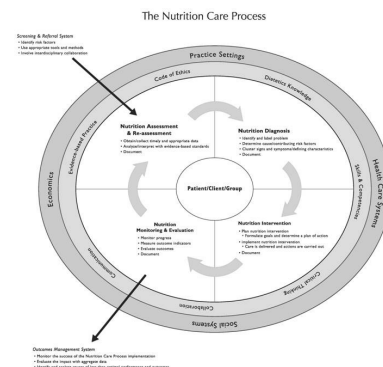 The Nutrition Care Process
Screening & Referral System
• Identify risk factors
• Use appropriate tools and methods
• Involve interdisciplinary collaboration
Practice Settings
Code of Ethics
Dietetics Knowledge
Evidence-based Practice
Skills & Competencies
Economics
Health Care Systems
Nutrition Assessment
& Re-assessment
• Obtain/collect timely and appropriate data
• Analyze/interpret with evidence-based standards
• Document
Nutrition Diagnosis
• Identify and label problem
• Determine cause/contributing risk factors
• Cluster signs and symptoms/defining characteristics
• Document
Patient/Client/Group
Nutrition
Monitoring & Evaluation
• Monitor progress
• Measure outcome indicators
• Evaluate outcomes
• Document
Nutrition Intervention
• Plan nutrition intervention
• Formulate goals and determine a plan of action
• Implement nutrition intervention
• Care is delivered and actions are carried out
• Document
Communication
Collaboration
Critical Thinking
Social Systems
Outcomes Management System
• Monitor the success of the Nutrition Care Process implementation
• Evaluate the impact with aggregate data